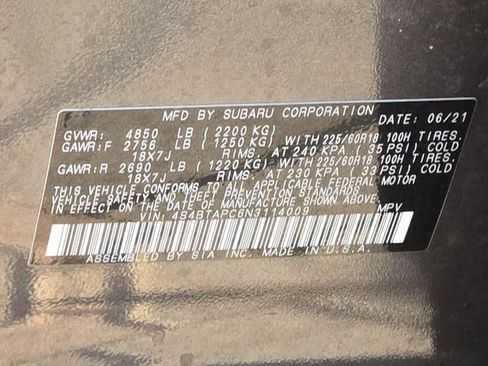 MFD BY SUBARU CORPORATION DATE: 06/21
GVWR: 4850 LB (2200 KG)
GAWR:F 2756 LB (1250 KG) WITH 225/60R18 100H TIRES.
18X7J RIMS. AT 240 KPA (35 PSI) COLD
GAWR:R 2690 LB (1220 KG) WITH 225/60R18 100H TIRES.
18X7J RIMS. AT 230 KPA (33 PSI) COLD
THIS VEHICLE CONFORMS TO ALL APPLICABLE FEDERAL MOTOR
VEHICLE SAFETY AND THEFT PREVENTION STANDARDS IN
EFFECT ON THE DATE OF MANUFACTURE SHOWN ABOVE.
VIN: 4S4BTAPC6N3114009 MPV
ASSEMBLED BY SIA INC. MADE IN U.S.A.